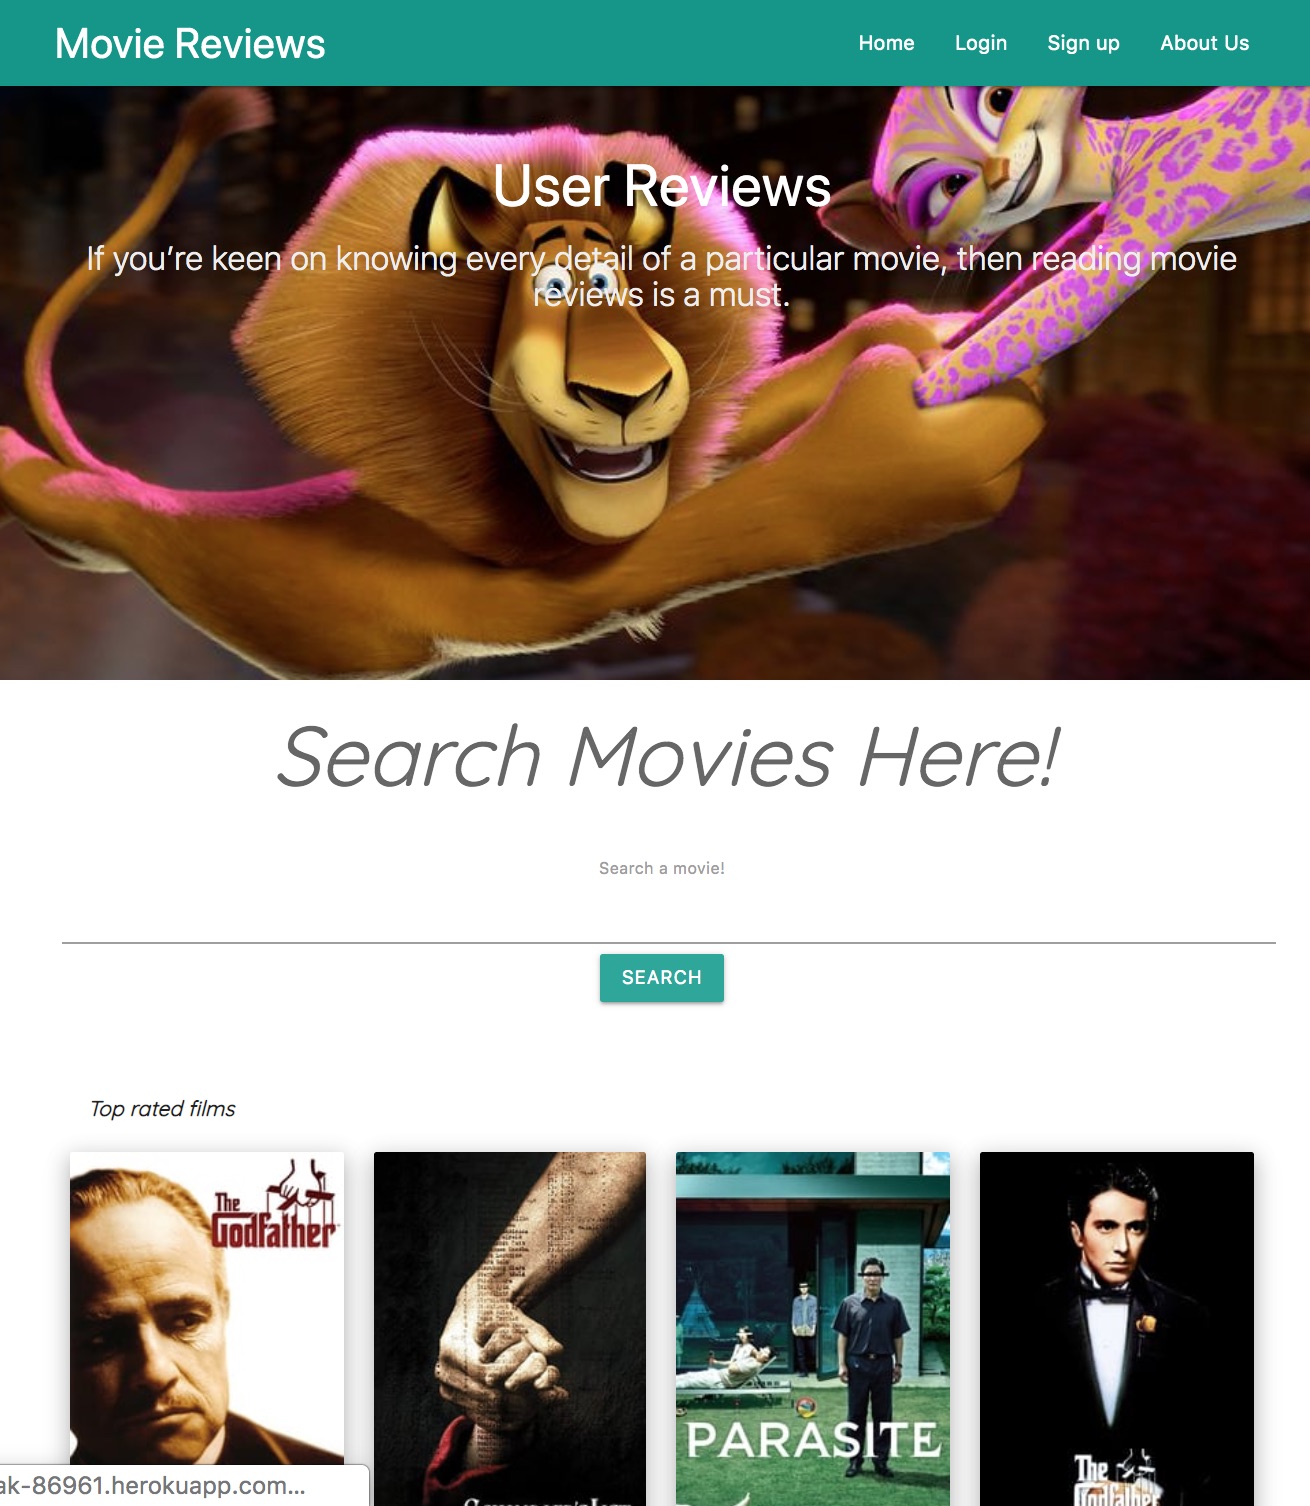 Movie Reviews
Home
Login
Sign up
About Us
User Reviews
If you’re keen on knowing every detail of a particular movie, then reading movie
reviews is a must.
Search Movies Here!
Search a movie!
SEARCH
Top rated films
The
Godfather
PARASITE
The
Godfather
ak-86961.herokuapp.com...